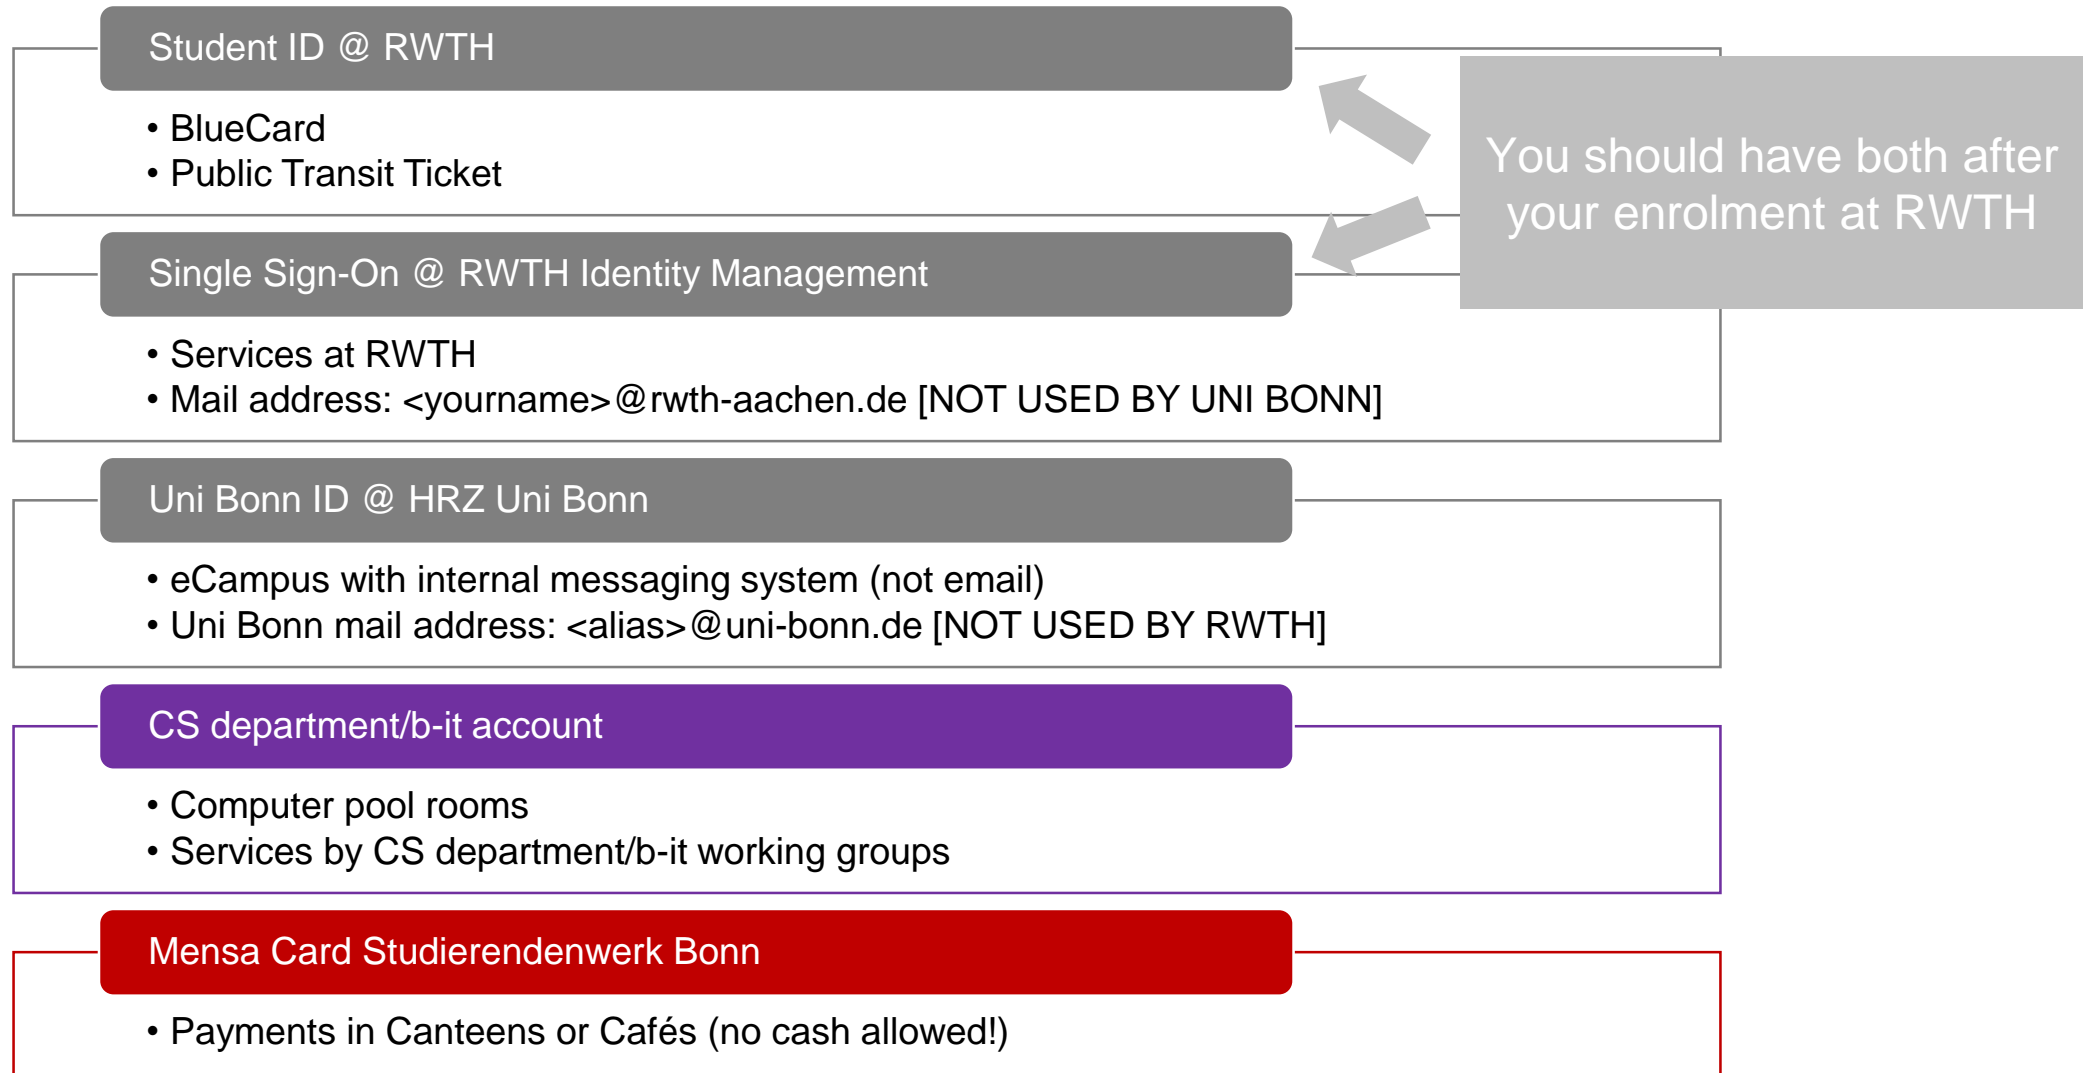 Student ID @ RWTH
• BlueCard
• Public Transit Ticket
You should have both after
your enrolment at RWTH
Single Sign-On @ RWTH Identity Management
• Services at RWTH
• Mail address: <yourname>@rwth-aachen.de [NOT USED BY UNI BONN]
Uni Bonn ID @ HRZ Uni Bonn
• eCampus with internal messaging system (not email)
• Uni Bonn mail address: <alias>@uni-bonn.de [NOT USED BY RWTH]
CS department/b-it account
• Computer pool rooms
• Services by CS department/b-it working groups
Mensa Card Studierendenwerk Bonn
• Payments in Canteens or Cafés (no cash allowed!)